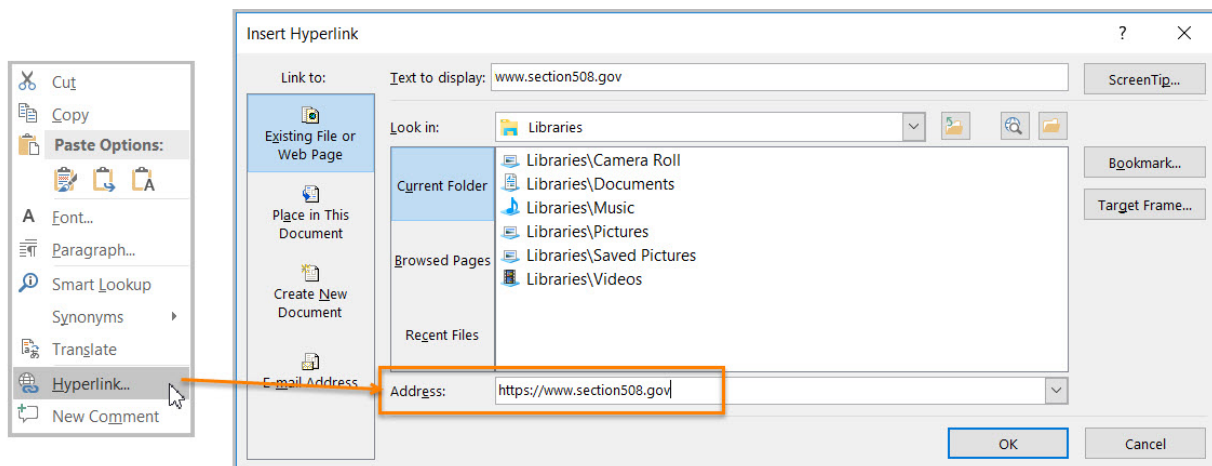 Cut
Copy
Paste Options:
A
A Font...
Paragraph...
Smart Lookup
Synonyms
Translate
Hyperlink...
New Comment
Insert Hyperlink
?
Link to:
Existing File or
Web Page
Place in This
Document
Create New
Document
E-mail Address
Text to display: www.section508.gov
ScreenTip...
Look in: Libraries
Current Folder
Browsed Pages
Recent Files
Libraries\Camera Roll
Libraries\Documents
Libraries\Music
Libraries\Pictures
Libraries\Saved Pictures
Libraries\Videos
Bookmark...
Target Frame...
Address: https://www.section508.gov
OK
Cancel